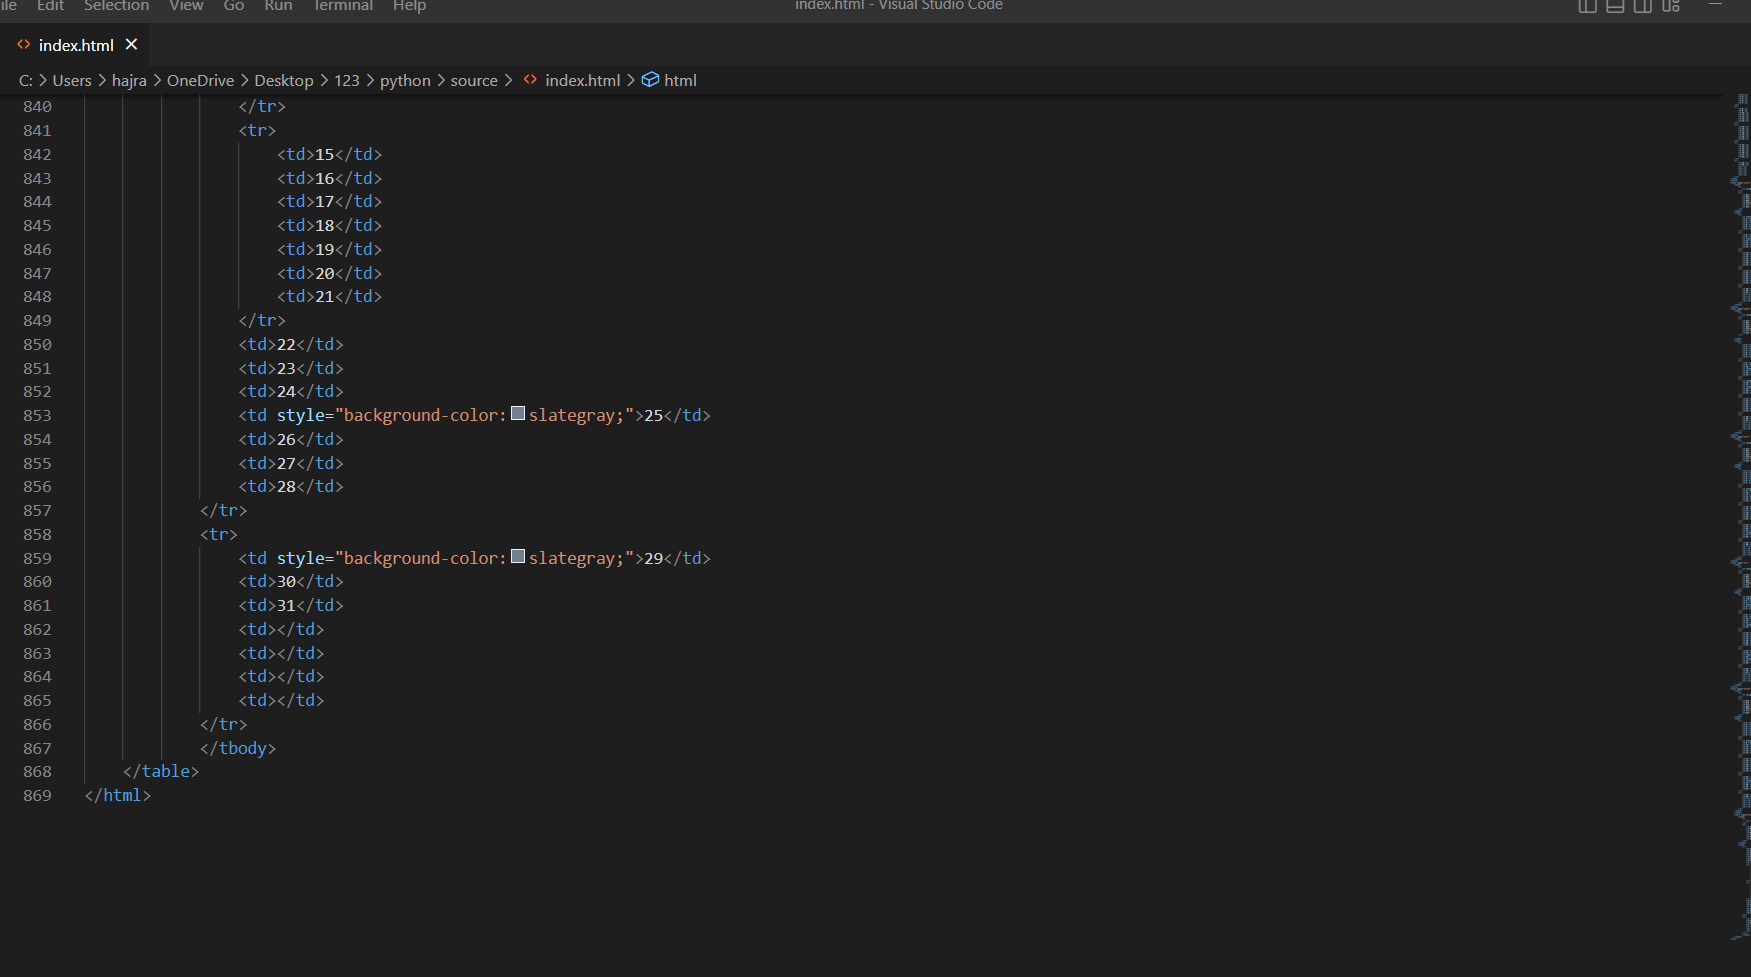 ile Edit Selection View Go Run Terminal Help index.html - Visual Studio Code
index.html
C: > Users > hajra > OneDrive > Desktop > 123 > python > source > index.html > html
840 </tr>
841 <tr>
842 <td>15</td>
843 <td>16</td>
844 <td>17</td>
845 <td>18</td>
846 <td>19</td>
847 <td>20</td>
848 <td>21</td>
849 </tr>
850 <td>22</td>
851 <td>23</td>
852 <td>24</td>
853 <td style="background-color: slategray;">25</td>
854 <td>26</td>
855 <td>27</td>
856 <td>28</td>
857 </tr>
858 <tr>
859 <td style="background-color: slategray;">29</td>
860 <td>30</td>
861 <td>31</td>
862 <td></td>
863 <td></td>
864 <td></td>
865 <td></td>
866 </tr>
867 </tbody>
868 </table>
869 </html>